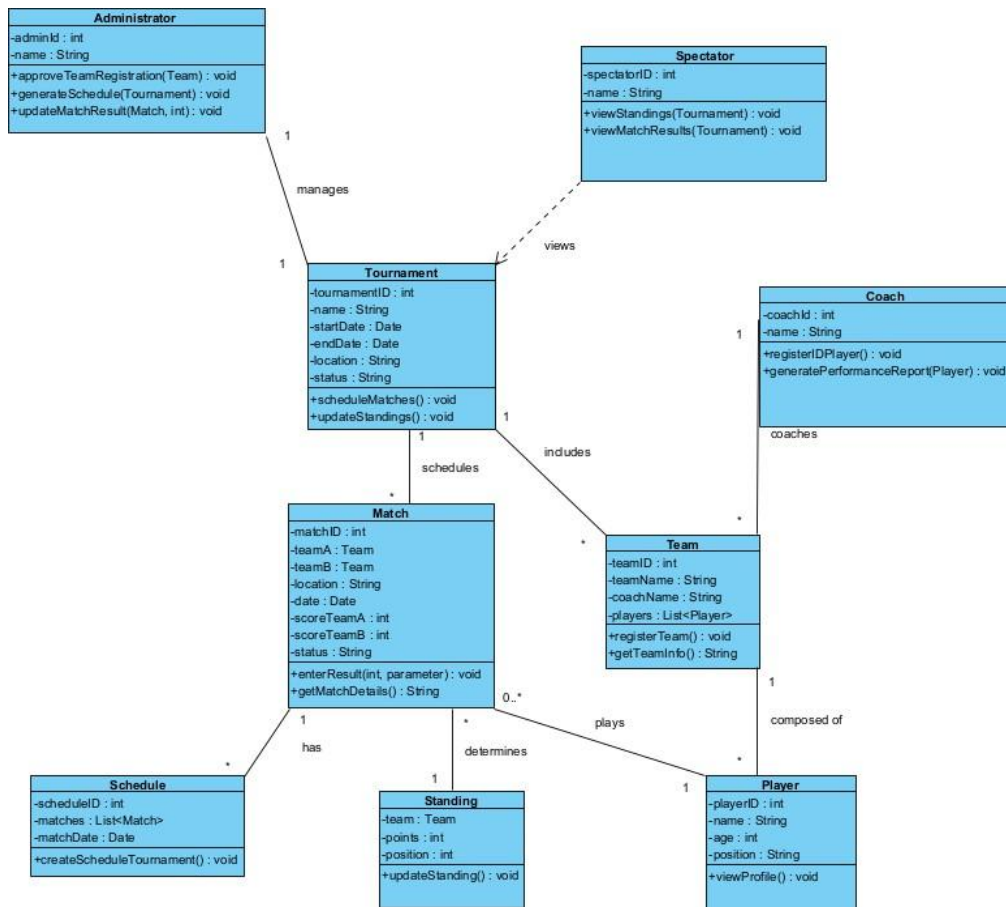 Administrator
-adminId : int
-name : String
+approveTeamRegistration(Team) : void
+generateSchedule(Tournament) : void
+updateMatchResult(Match, int) : void
Spectator
-spectatorID : int
-name : String
+viewStandings(Tournament) : void
+viewMatchResults(Tournament) : void
1
manages
1
views
Tournament
-tournamentID : int
-name : String
-startDate : Date
-endDate : Date
-location : String
-status : String
+scheduleMatches() : void
+updateStandings() : void
Coach
-coachId : int
-name : String
+registerIDPlayer() : void
+generatePerformanceReport(Player) : void
1
coaches
*
1
schedules
*
1
includes
*
Match
-matchID : int
-teamA : Team
-teamB : Team
-location : String
-date : Date
-scoreTeamA : int
-scoreTeamB : int
-status : String
+enterResult(int, parameter) : void
+getMatchDetails() : String
Team
-teamID : int
-teamName : String
-coachName : String
-players : List<Player>
+registerTeam() : void
+getTeamInfo() : String
1
has
*
*
determines
1
0..*
plays
1
1
composed of
*
Schedule
-scheduleID : int
-matches : List<Match>
-matchDate : Date
+createScheduleTournament() : void
Standing
-team : Team
-points : int
-position : int
+updateStanding() : void
Player
-playerID : int
-name : String
-age : int
-position : String
+viewProfile() : void